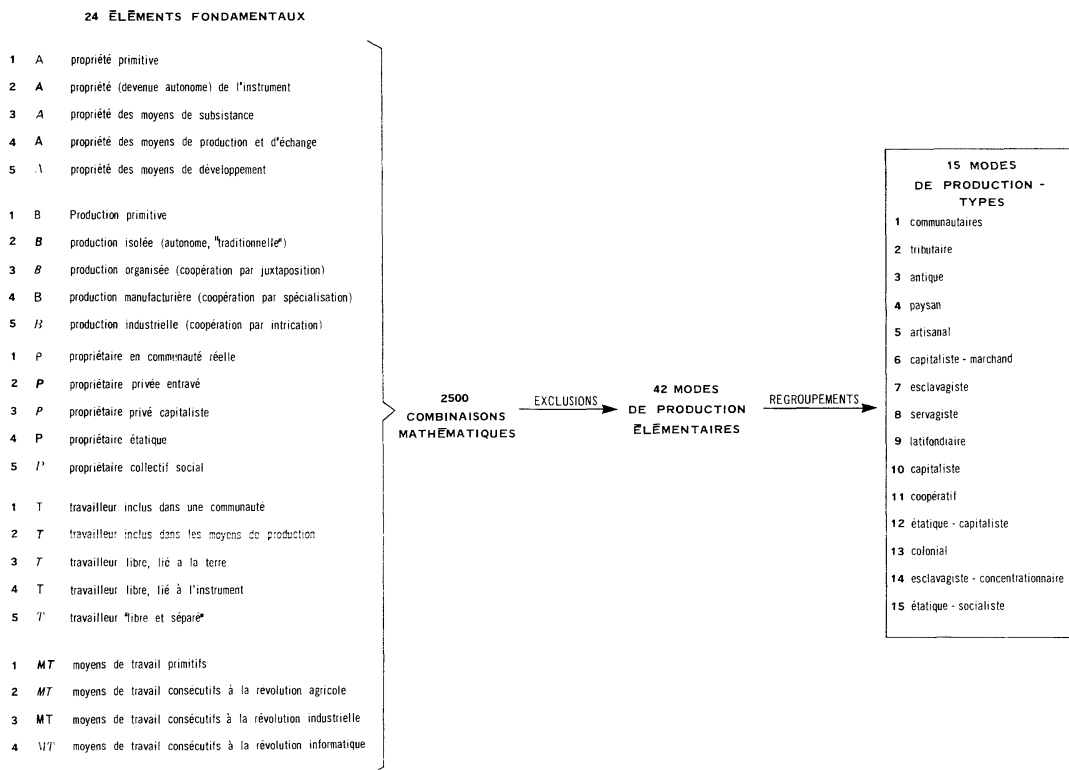 24 ÉLÉMENTS FONDAMENTAUX
1 A propriété primitive
2 A propriété (devenue autonome) de l'instrument
3 A propriété des moyens de subsistance
4 A propriété des moyens de production et d'échange
5 A propriété des moyens de développement
1 B Production primitive
2 B production isolée (autonome, "traditionnelle")
3 B production organisée (coopération par juxtaposition)
4 B production manufacturière (coopération par spécialisation)
5 B production industrielle (coopération par intrication)
1 P propriétaire en communauté réelle
2 P propriétaire privée entravé
3 P propriétaire privé capitaliste
4 P propriétaire étatique
5 P propriétaire collectif social
1 T travailleur inclus dans une communauté
2 T travailleur inclus dans les moyens de production
3 T travailleur libre, lié a la terre
4 T travailleur libre, lié à l'instrument
5 T travailleur "libre et séparé"
1 MT moyens de travail primitifs
2 MT moyens de travail consécutifs à la révolution agricole
3 MT moyens de travail consécutifs à la révolution industrielle
4 MT moyens de travail consécutifs à la révolution informatique
2500
COMBINAISONS
MATHÉMATIQUES
EXCLUSIONS
42 MODES
DE PRODUCTION
ÉLÉMENTAIRES
REGROUPEMENTS
15 MODES
DE PRODUCTION -
TYPES
1 communautaires
2 tributaire
3 antique
4 paysan
5 artisanal
6 capitaliste - marchand
7 esclavagiste
8 servagiste
9 latifondiaire
10 capitaliste
11 coopératif
12 étatique - capitaliste
13 colonial
14 esclavagiste - concentrationnaire
15 étatique - socialiste